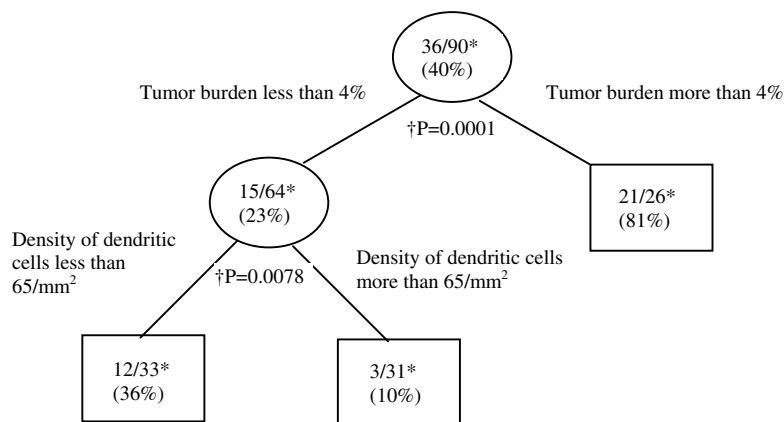 36/90*
(40%)
Tumor burden less than 4%
Tumor burden more than 4%
†P=0.0001
15/64*
(23%)
21/26*
(81%)
Density of dendritic
cells less than
65/mm²
†P=0.0078
Density of dendritic cells
more than 65/mm²
12/33*
(36%)
3/31*
(10%)